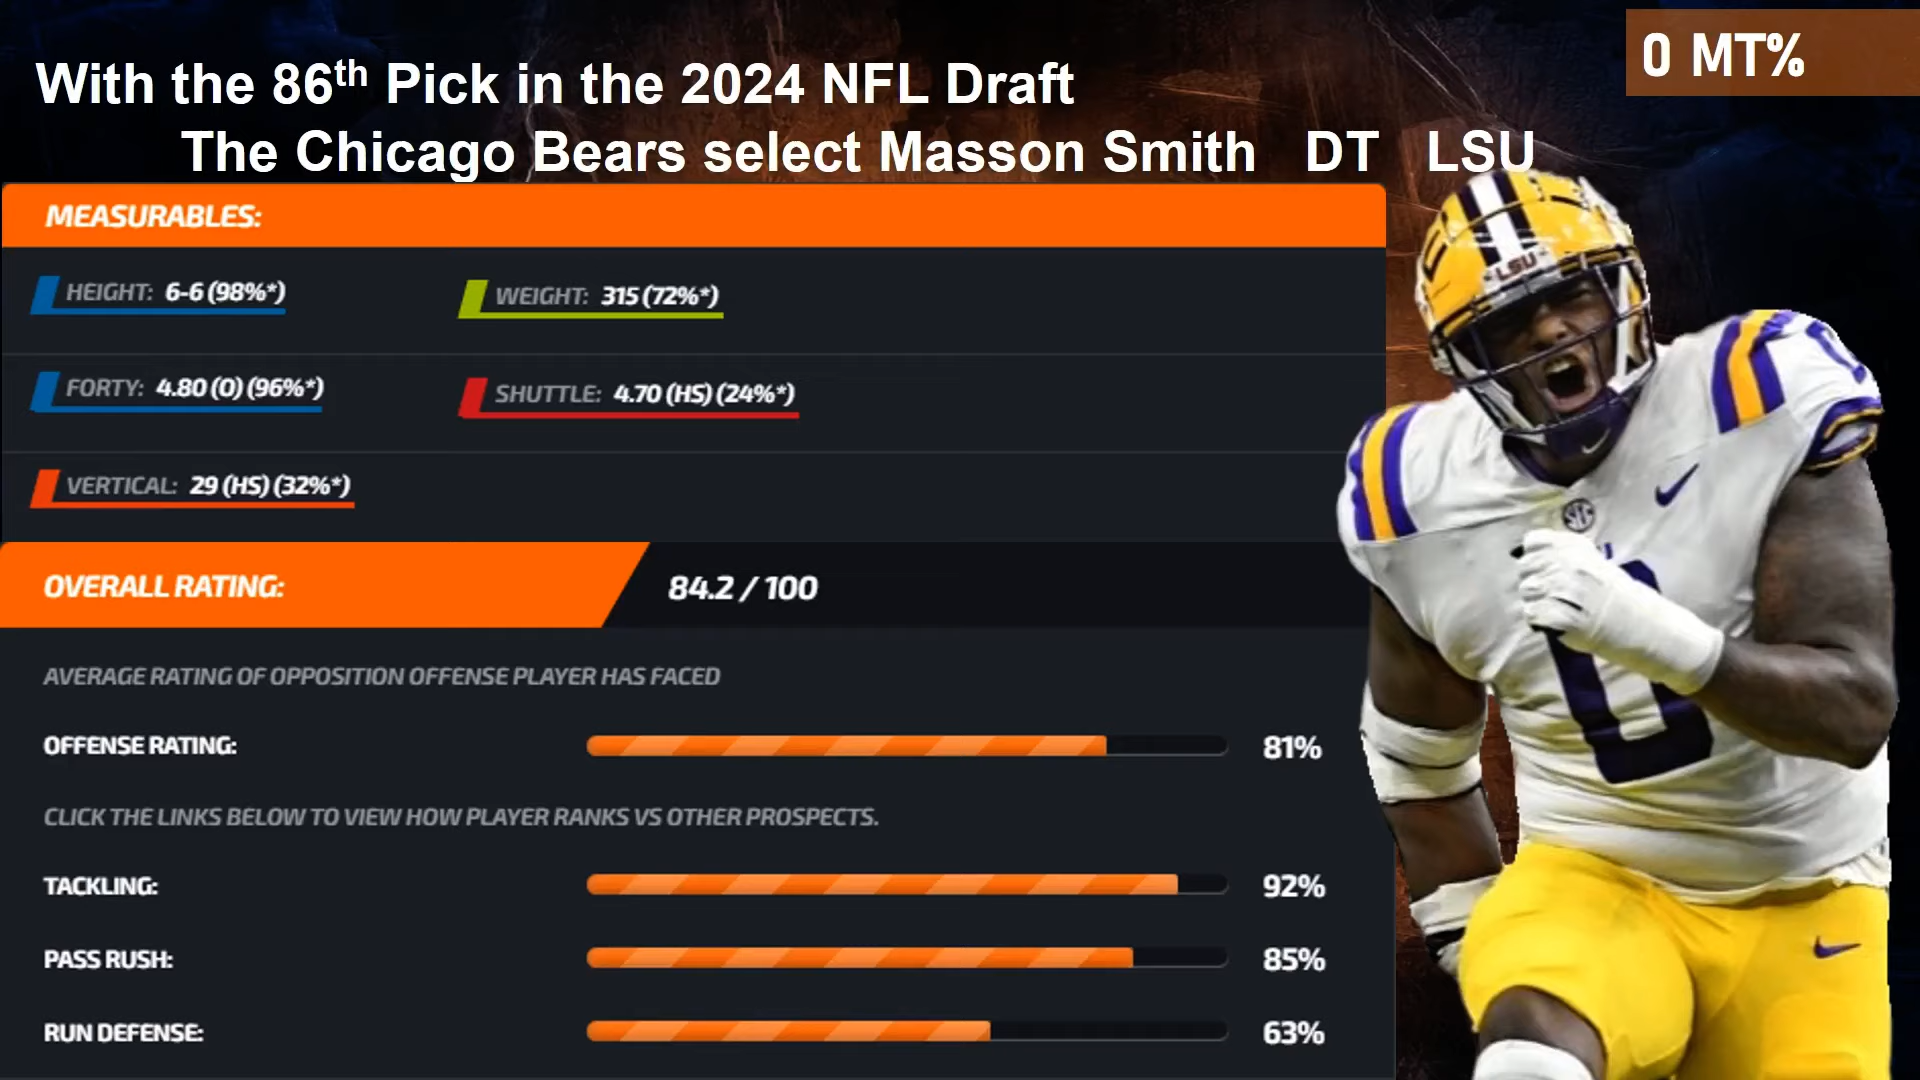 0 MT%
With the 86th Pick in the 2024 NFL Draft
The Chicago Bears select Masson Smith DT LSU
MEASURABLES:
HEIGHT: 6-6 (98%*) WEIGHT: 315 (72%*)
FORTY: 4.80 (O) (96%*) SHUTTLE: 4.70 (HS) (24%*)
VERTICAL: 29 (HS) (32%*)
OVERALL RATING: 84.2 / 100
AVERAGE RATING OF OPPOSITION OFFENSE PLAYER HAS FACED
OFFENSE RATING: 81%
CLICK THE LINKS BELOW TO VIEW HOW PLAYER RANKS VS OTHER PROSPECTS.
TACKLING: 92%
PASS RUSH: 85%
RUN DEFENSE: 63%
LSU
SEC
0